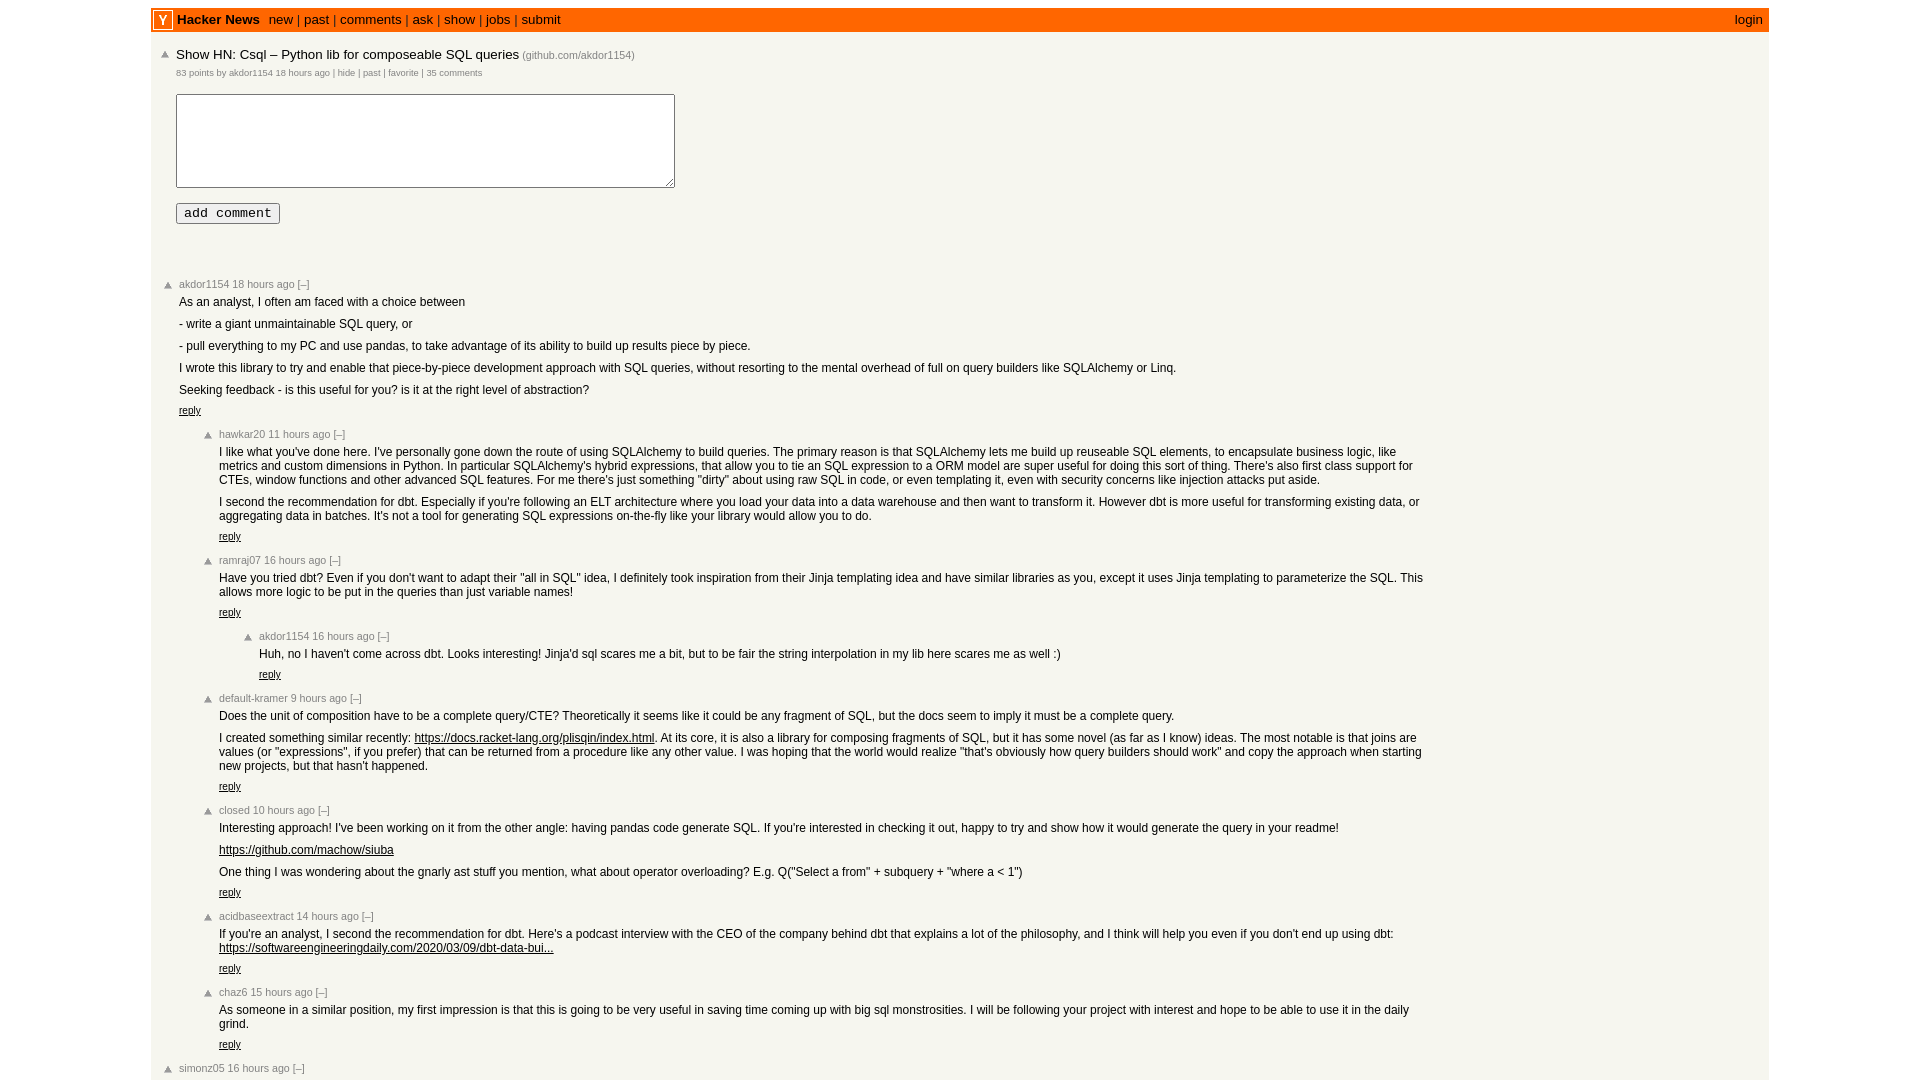 Y Hacker News new | past | comments | ask | show | jobs | submit login
Show HN: Csql – Python lib for composeable SQL queries (github.com/akdor1154)
83 points by akdor1154 18 hours ago | hide | past | favorite | 35 comments
add comment
akdor1154 18 hours ago [–]
As an analyst, I often am faced with a choice between
- write a giant unmaintainable SQL query, or
- pull everything to my PC and use pandas, to take advantage of its ability to build up results piece by piece.
I wrote this library to try and enable that piece-by-piece development approach with SQL queries, without resorting to the mental overhead of full on query builders like SQLAlchemy or Linq.
Seeking feedback - is this useful for you? is it at the right level of abstraction?
reply
hawkar20 11 hours ago [–]
I like what you've done here. I've personally gone down the route of using SQLAlchemy to build queries. The primary reason is that SQLAlchemy lets me build up reuseable SQL elements, to encapsulate business logic, like
metrics and custom dimensions in Python. In particular SQLAlchemy's hybrid expressions, that allow you to tie an SQL expression to a ORM model are super useful for doing this sort of thing. There's also first class support for
CTEs, window functions and other advanced SQL features. For me there's just something "dirty" about using raw SQL in code, or even templating it, even with security concerns like injection attacks put aside.
I second the recommendation for dbt. Especially if you're following an ELT architecture where you load your data into a data warehouse and then want to transform it. However dbt is more useful for transforming existing data, or
aggregating data in batches. It's not a tool for generating SQL expressions on-the-fly like your library would allow you to do.
reply
ramraj07 16 hours ago [–]
Have you tried dbt? Even if you don't want to adapt their "all in SQL" idea, I definitely took inspiration from their Jinja templating idea and have similar libraries as you, except it uses Jinja templating to parameterize the SQL. This
allows more logic to be put in the queries than just variable names!
reply
akdor1154 16 hours ago [–]
Huh, no I haven't come across dbt. Looks interesting! Jinja'd sql scares me a bit, but to be fair the string interpolation in my lib here scares me as well :)
reply
default-kramer 9 hours ago [–]
Does the unit of composition have to be a complete query/CTE? Theoretically it seems like it could be any fragment of SQL, but the docs seem to imply it must be a complete query.
I created something similar recently: https://docs.racket-lang.org/plisqin/index.html. At its core, it is also a library for composing fragments of SQL, but it has some novel (as far as I know) ideas. The most notable is that joins are
values (or "expressions", if you prefer) that can be returned from a procedure like any other value. I was hoping that the world would realize "that's obviously how query builders should work" and copy the approach when starting
new projects, but that hasn't happened.
reply
closed 10 hours ago [–]
Interesting approach! I've been working on it from the other angle: having pandas code generate SQL. If you're interested in checking it out, happy to try and show how it would generate the query in your readme!
https://github.com/machow/siuba
One thing I was wondering about the gnarly ast stuff you mention, what about operator overloading? E.g. Q("Select a from" + subquery + "where a < 1")
reply
acidbaseextract 14 hours ago [–]
If you're an analyst, I second the recommendation for dbt. Here's a podcast interview with the CEO of the company behind dbt that explains a lot of the philosophy, and I think will help you even if you don't end up using dbt:
https://softwareengineeringdaily.com/2020/03/09/dbt-data-bui...
reply
chaz6 15 hours ago [–]
As someone in a similar position, my first impression is that this is going to be very useful in saving time coming up with big sql monstrosities. I will be following your project with interest and hope to be able to use it in the daily
grind.
reply
simonz05 16 hours ago [–]